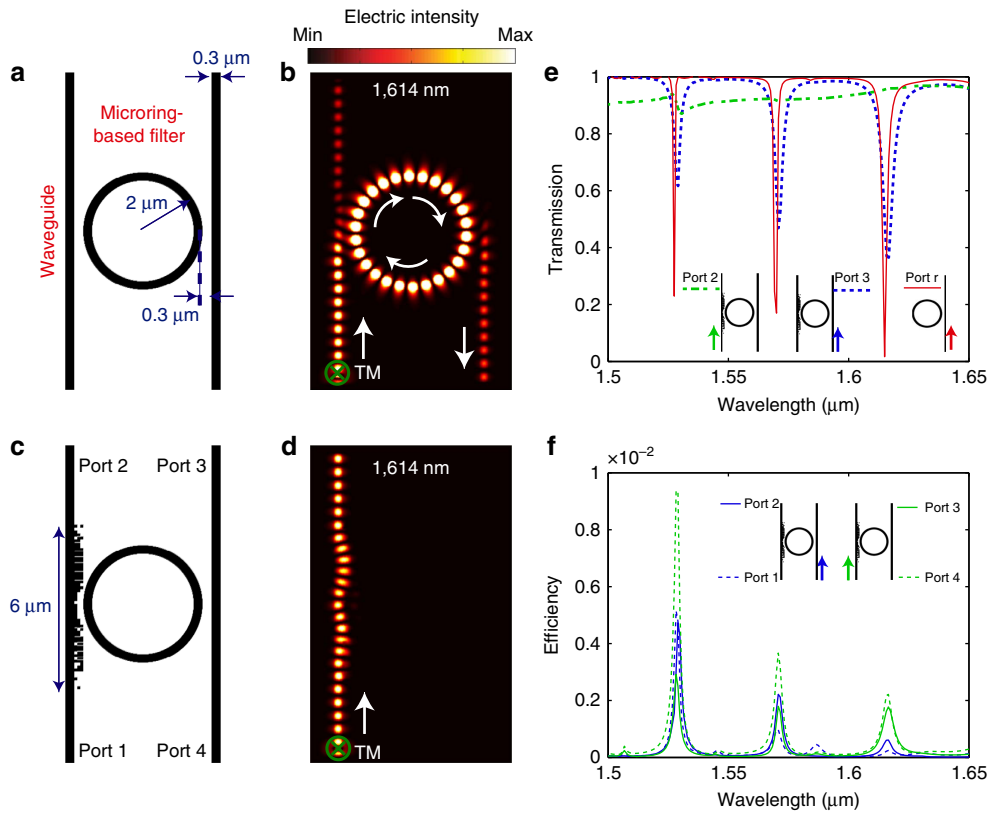 Electric intensity
Min
Max
a
0.3 μm
Microring-
based filter
Waveguide
2 μm
0.3 μm
b
1,614 nm
TM
c
Port 2
Port 3
6 μm
Port 1
Port 4
d
1,614 nm
TM
e
1
0.8
0.6
0.4
0.2
0
Transmission
Port 2
Port 3
Port r
1.5
1.55
1.6
1.65
Wavelength (μm)
f
×10⁻²
1
0.8
0.6
0.4
0.2
0
Efficiency
Port 2
Port 3
Port 1
Port 4
1.5
1.55
1.6
1.65
Wavelength (μm)